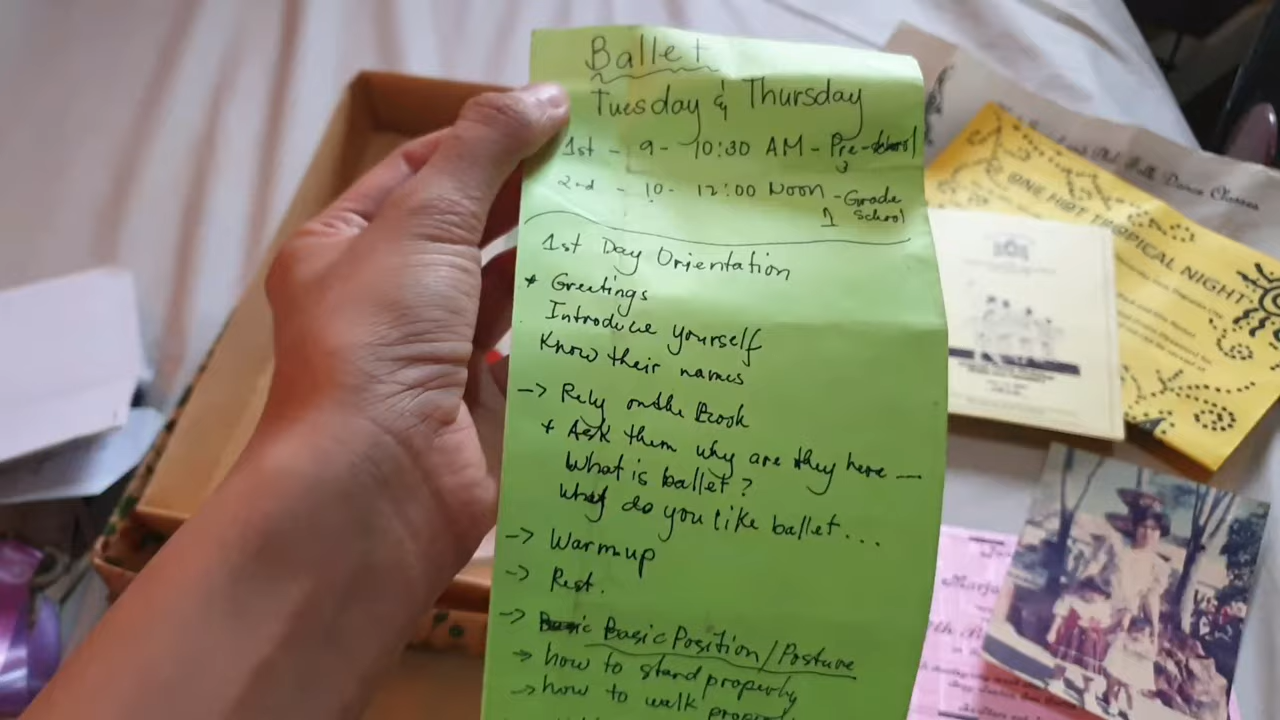 Ballet
Tuesday & Thursday
1st - 9 - 10:30 AM - Pre-school
3
2nd - 10 - 12:00 Noon - Grade
1 School
1st Day Orientation
* Greetings
Introduce yourself
Know their names
-> Rely on the Book
+ Ask them why are they here —
What is ballet?
Why do you like ballet...
-> Warmup
-> Rest.
-> Basic Position/Posture
-> how to stand properly
-> how to walk
Dance Classes
ONE HOT TROPICAL NIGHT